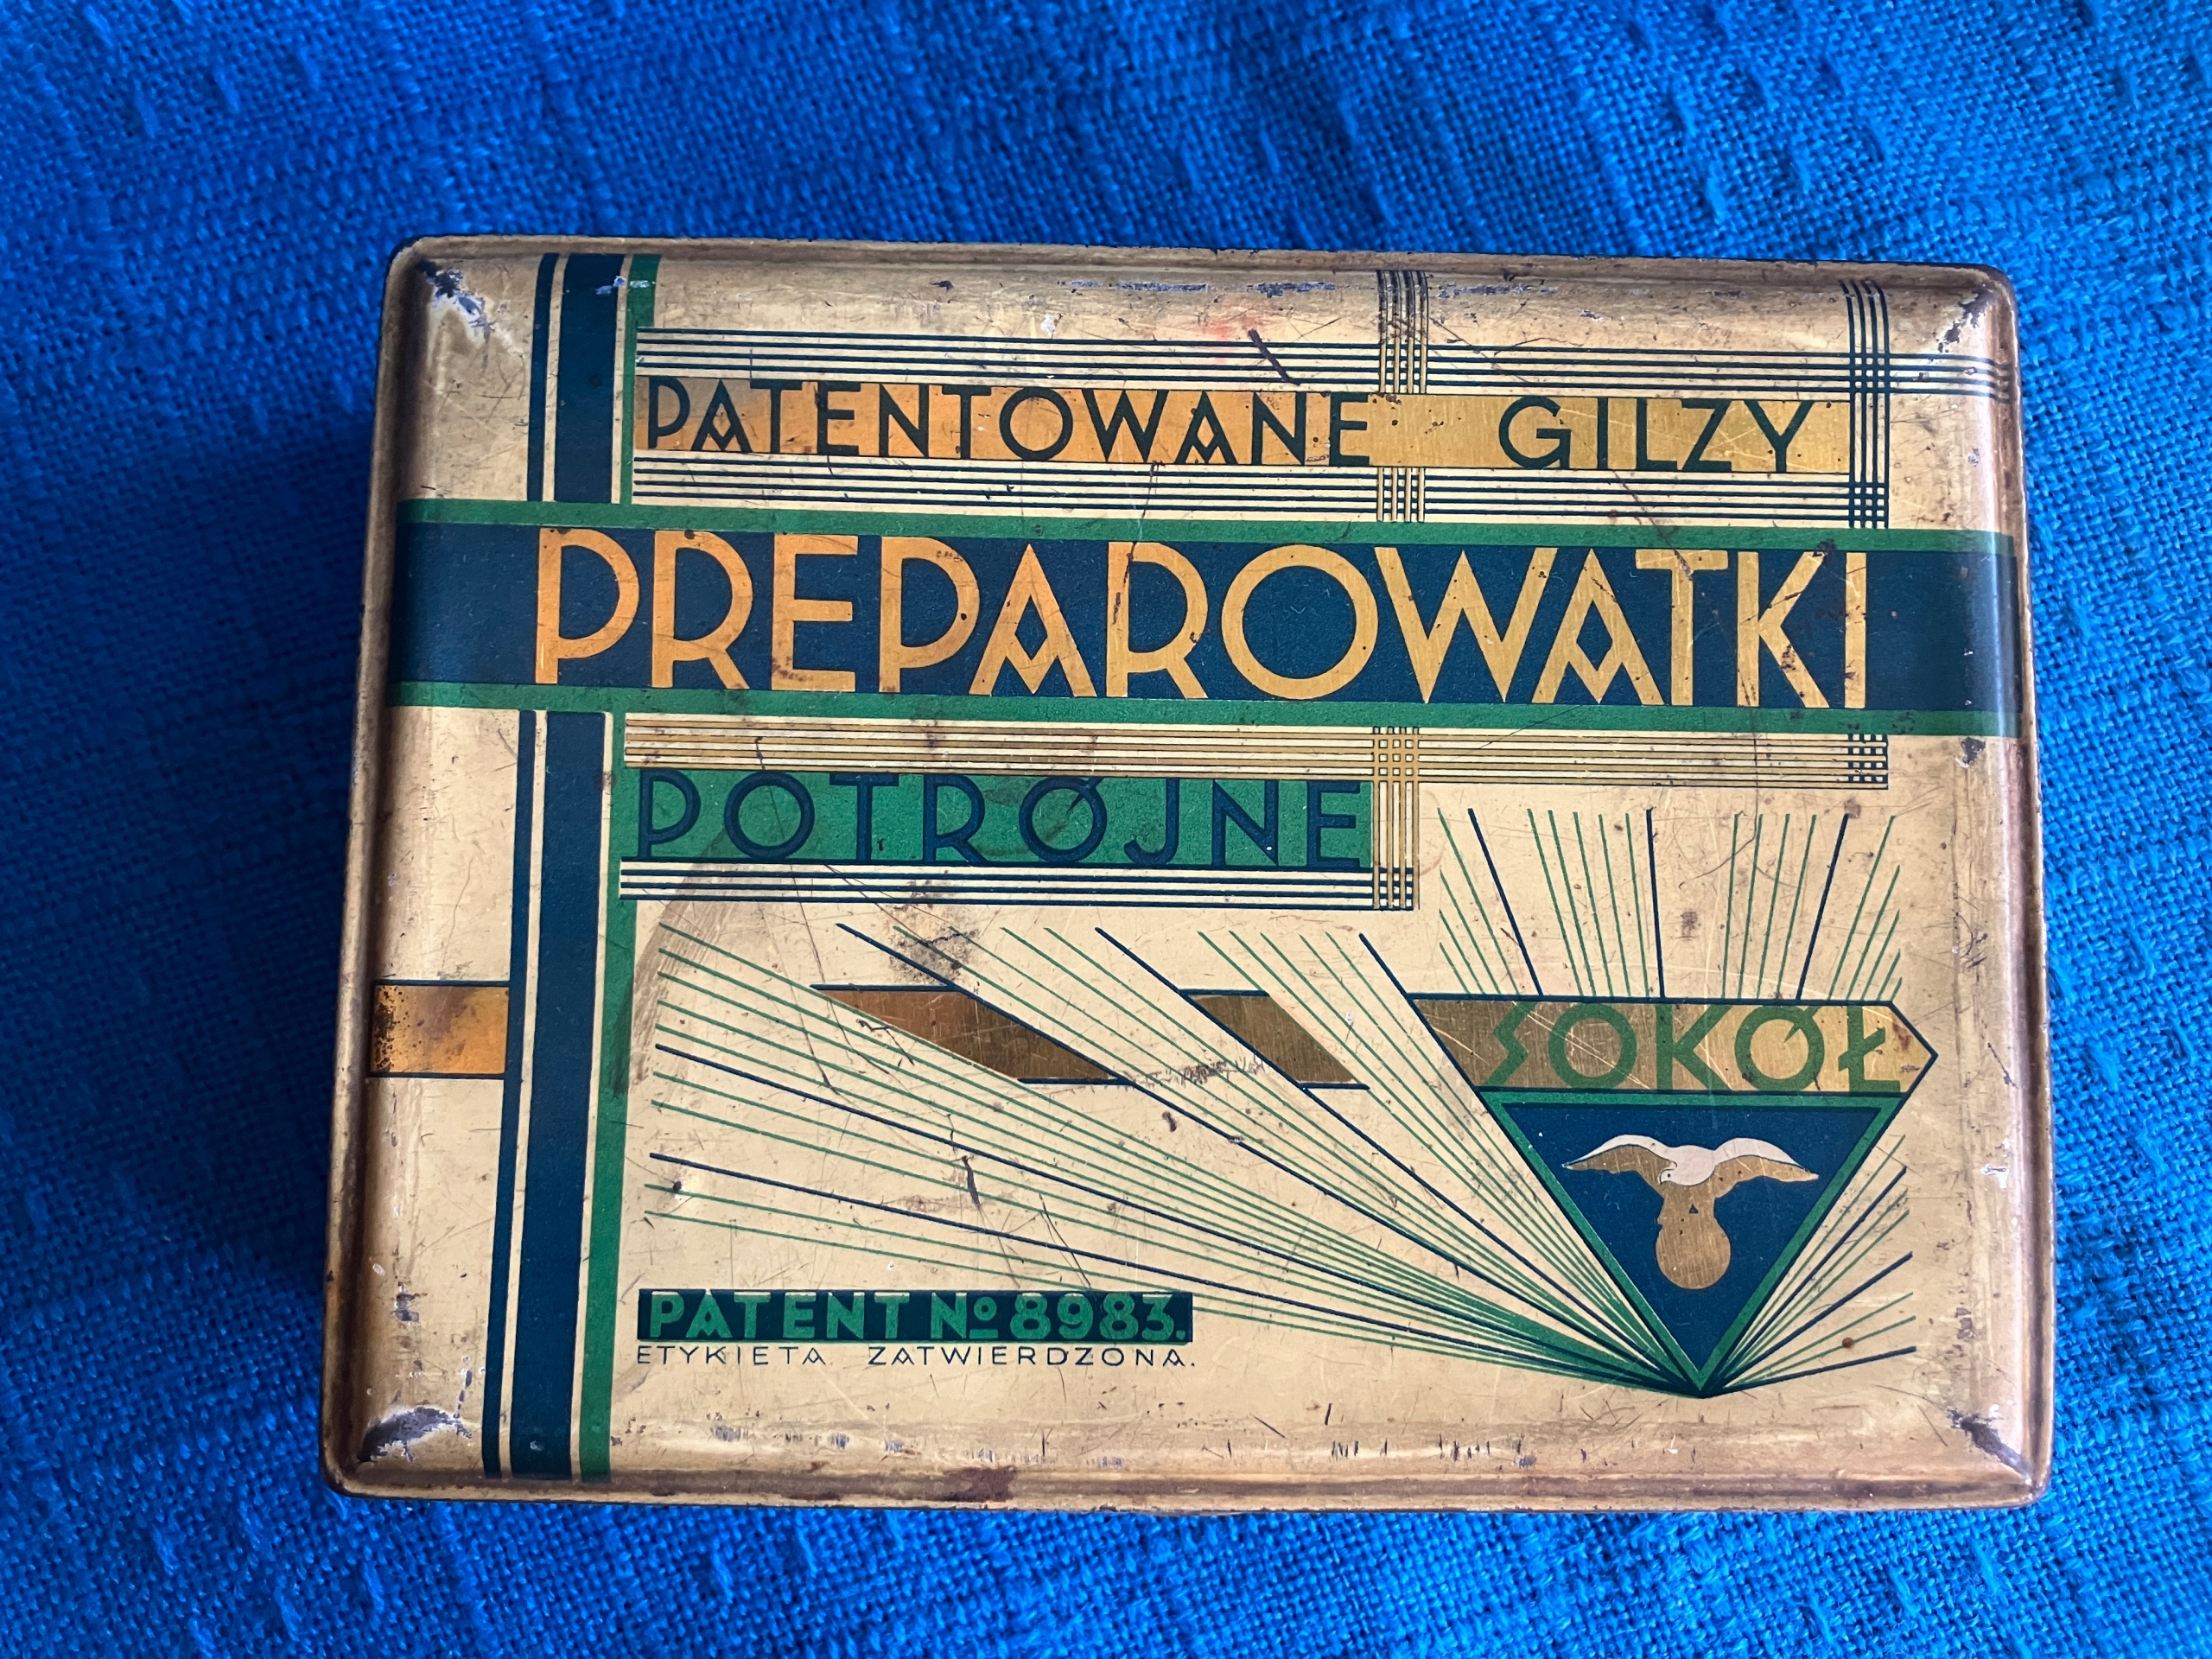 PATENTOWANE GILZY
PREPAROWATKI
POTRÓJNE
SOKÓŁ
PATENT No 8983.
ETYKIETA ZATWIERDZONA.